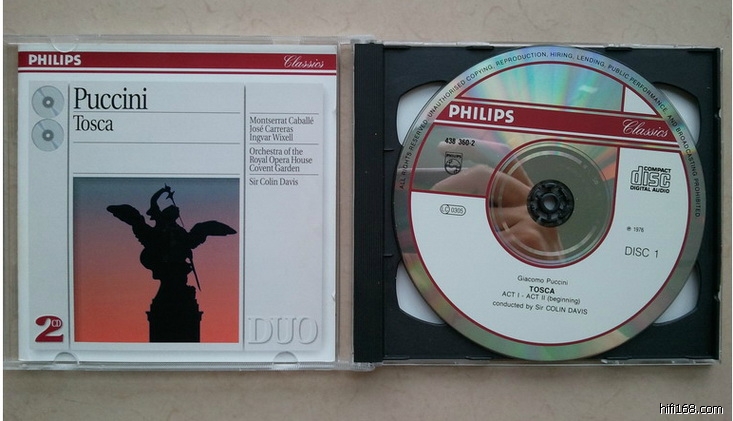 PHILIPS
Classics
Puccini
Tosca
Montserrat Caballé
José Carreras
Ingvar Wixell
Orchestra of the
Royal Opera House
Covent Garden
Sir Colin Davis
2CD
DUO
ALL RIGHTS RESERVED UNAUTHORISED COPYING, REPRODUCTION, HIRING, LENDING, PUBLIC PERFORMANCE AND BROADCASTING PROHIBITED
PHILIPS
Classics
438 360-2
PHILIPS
COMPACT
disc
DIGITAL AUDIO
LC 0305
℗ 1976
DISC 1
Giacomo Puccini
TOSCA
ACT I - ACT II (beginning)
conducted by Sir COLIN DAVIS
hifi168.com